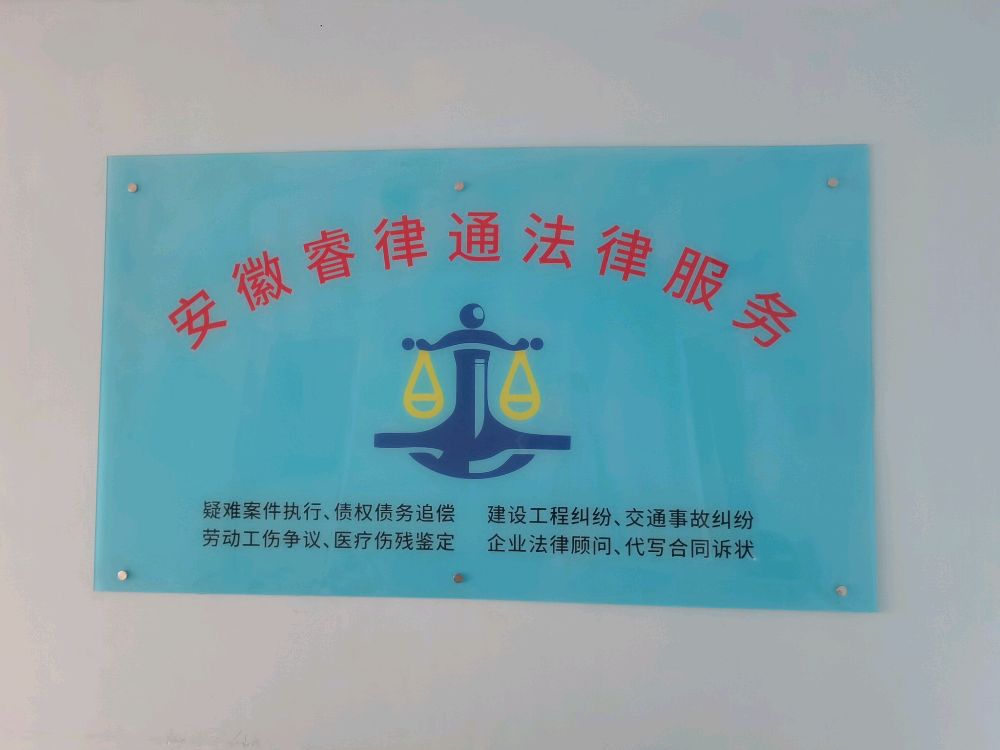 安徽睿律通法律服务
疑难案件执行、债权债务追偿 建设工程纠纷、交通事故纠纷
劳动工伤争议、医疗伤残鉴定 企业法律顾问、代写合同诉状